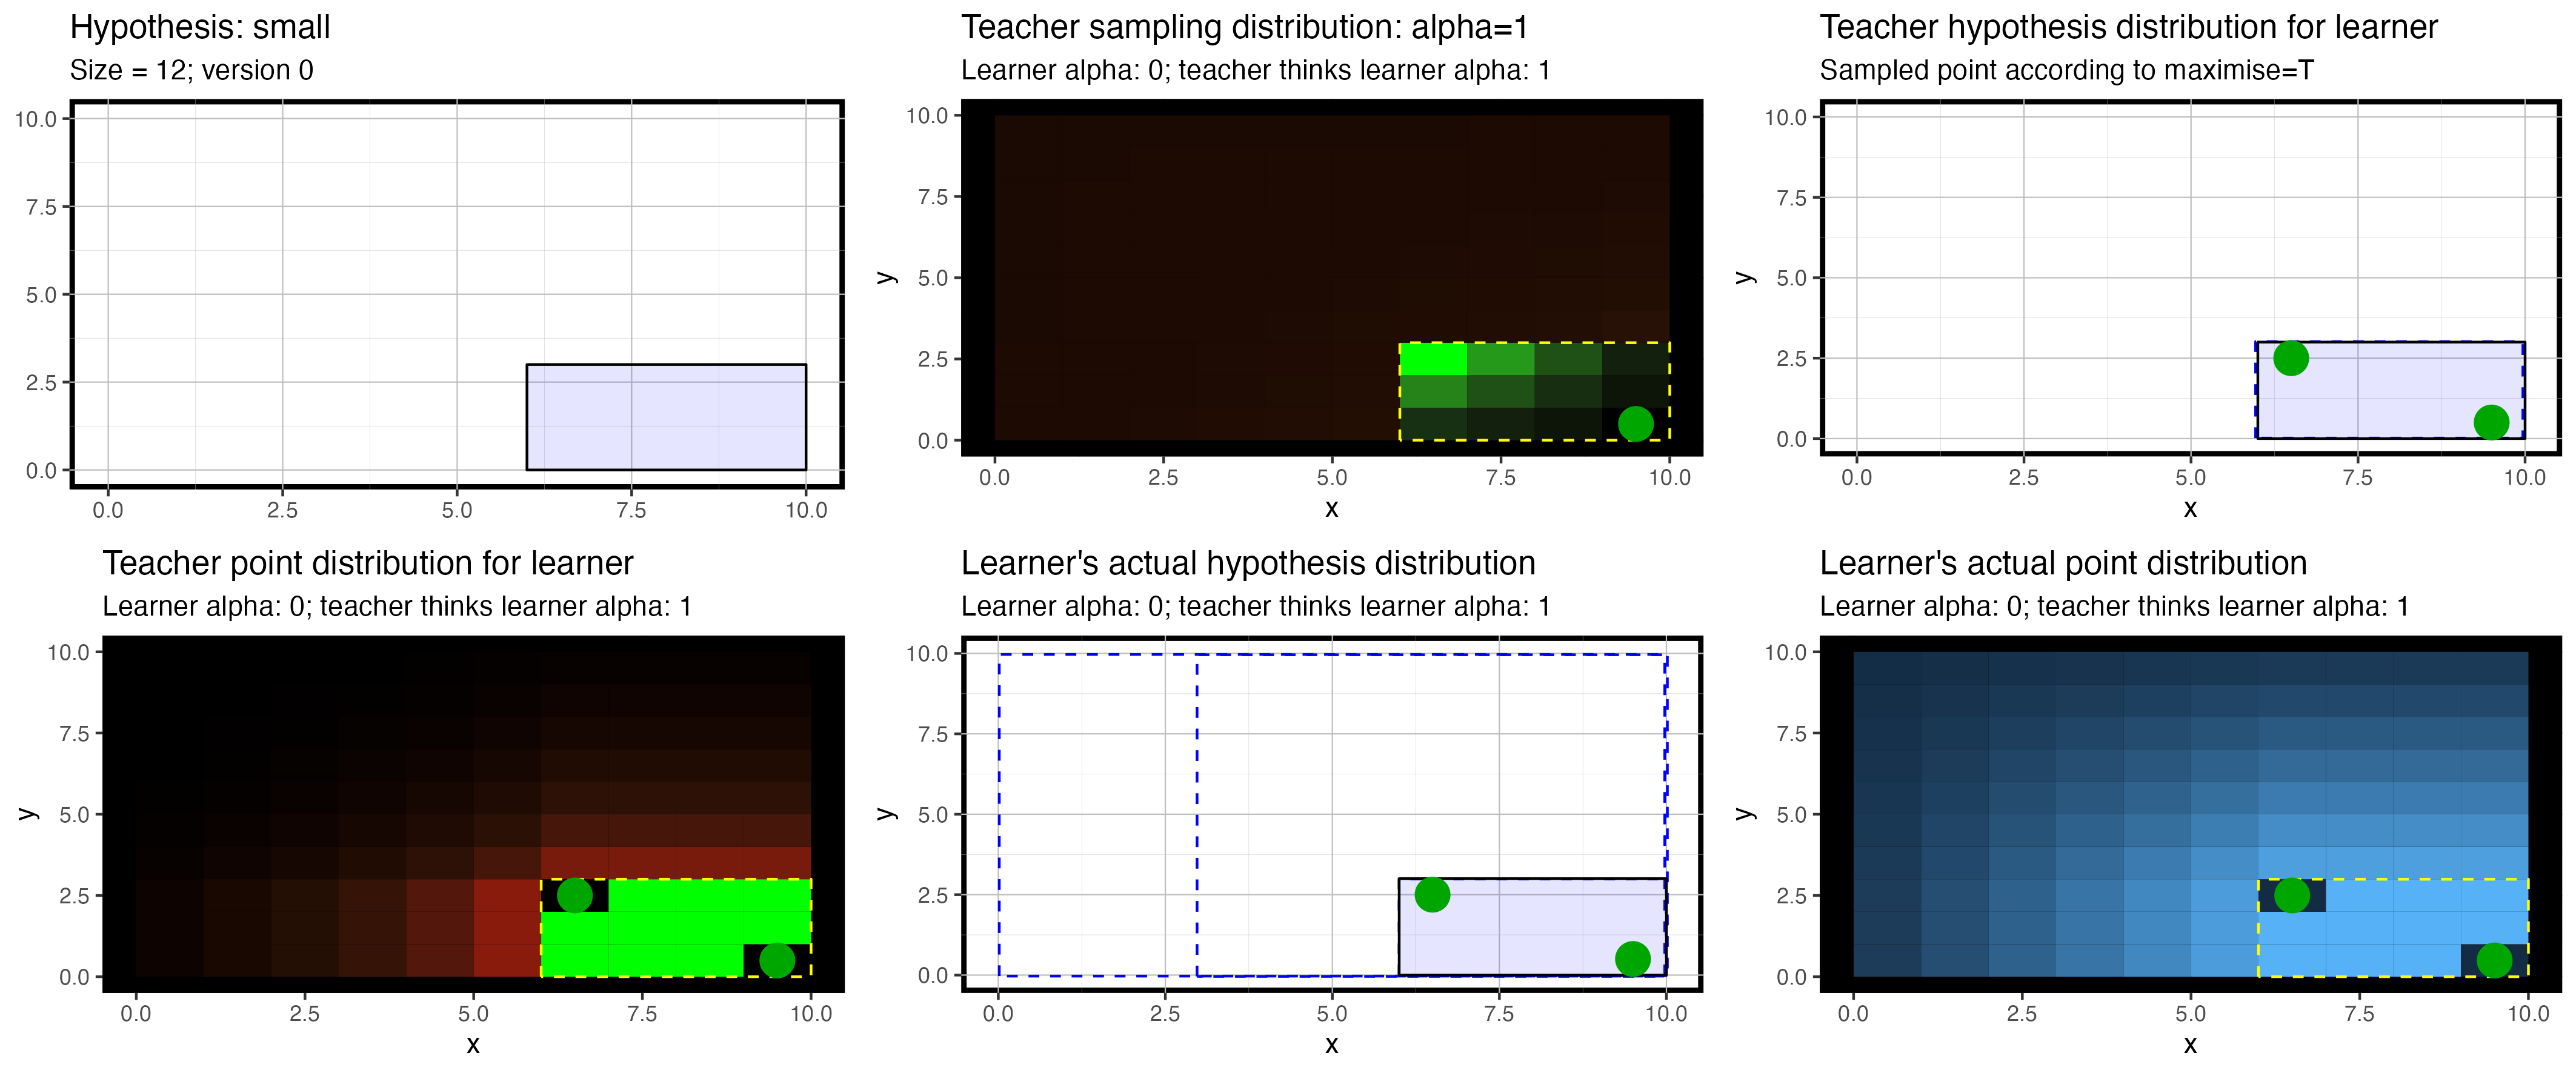 Hypothesis: small
Size = 12; version 0
10.0
7.5
5.0
2.5
0.0
0.0 2.5 5.0 7.5 10.0
Teacher sampling distribution: alpha=1
Learner alpha: 0; teacher thinks learner alpha: 1
y
10.0
7.5
5.0
2.5
0.0
0.0 2.5 5.0 7.5 10.0
x
Teacher hypothesis distribution for learner
Sampled point according to maximise=T
y
10.0
7.5
5.0
2.5
0.0
0.0 2.5 5.0 7.5 10.0
x
Teacher point distribution for learner
Learner alpha: 0; teacher thinks learner alpha: 1
y
10.0
7.5
5.0
2.5
0.0
0.0 2.5 5.0 7.5 10.0
x
Learner's actual hypothesis distribution
Learner alpha: 0; teacher thinks learner alpha: 1
y
10.0
7.5
5.0
2.5
0.0
0.0 2.5 5.0 7.5 10.0
x
Learner's actual point distribution
Learner alpha: 0; teacher thinks learner alpha: 1
y
10.0
7.5
5.0
2.5
0.0
0.0 2.5 5.0 7.5 10.0
x